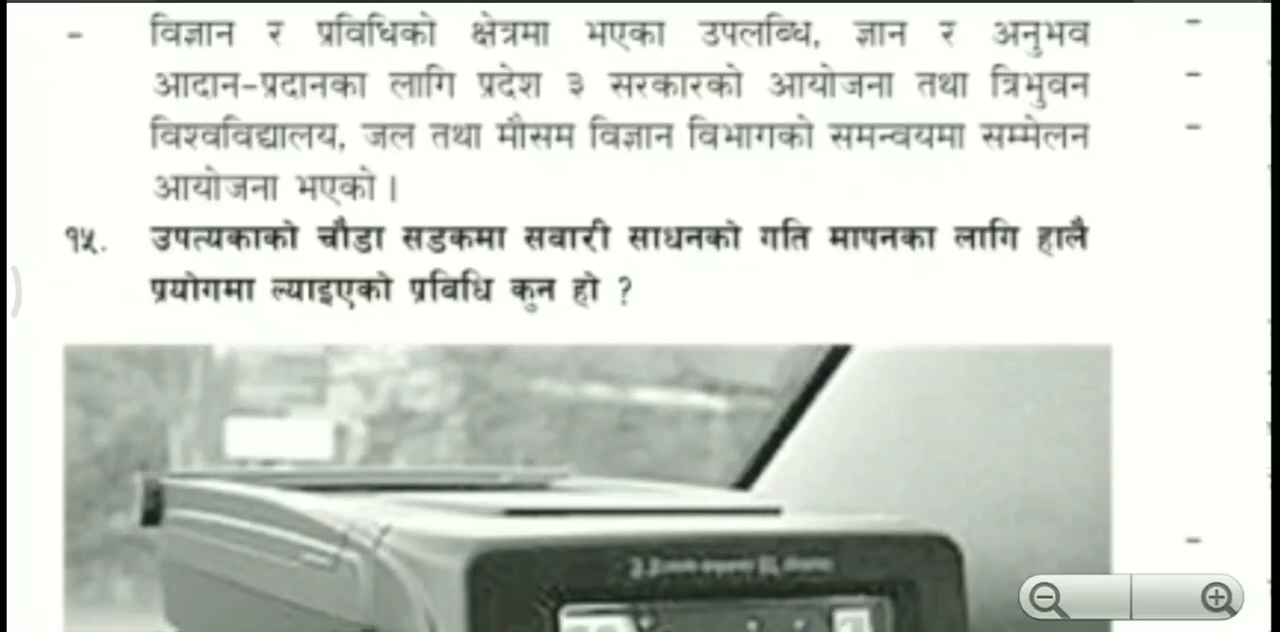 - विज्ञान र प्रविधिको क्षेत्रमा भएका उपलब्धि, ज्ञान र अनुभव
आदान-प्रदानका लागि प्रदेश ३ सरकारको आयोजना तथा त्रिभुवन
विश्वविद्यालय, जल तथा मौसम विज्ञान विभागको समन्वयमा सम्मेलन
आयोजना भएको ।
१५. उपत्यकाको चौडा सडकमा सवारी साधनको गति मापनका लागि हालै
प्रयोगमा ल्याइएको प्रविधि कुन हो ?